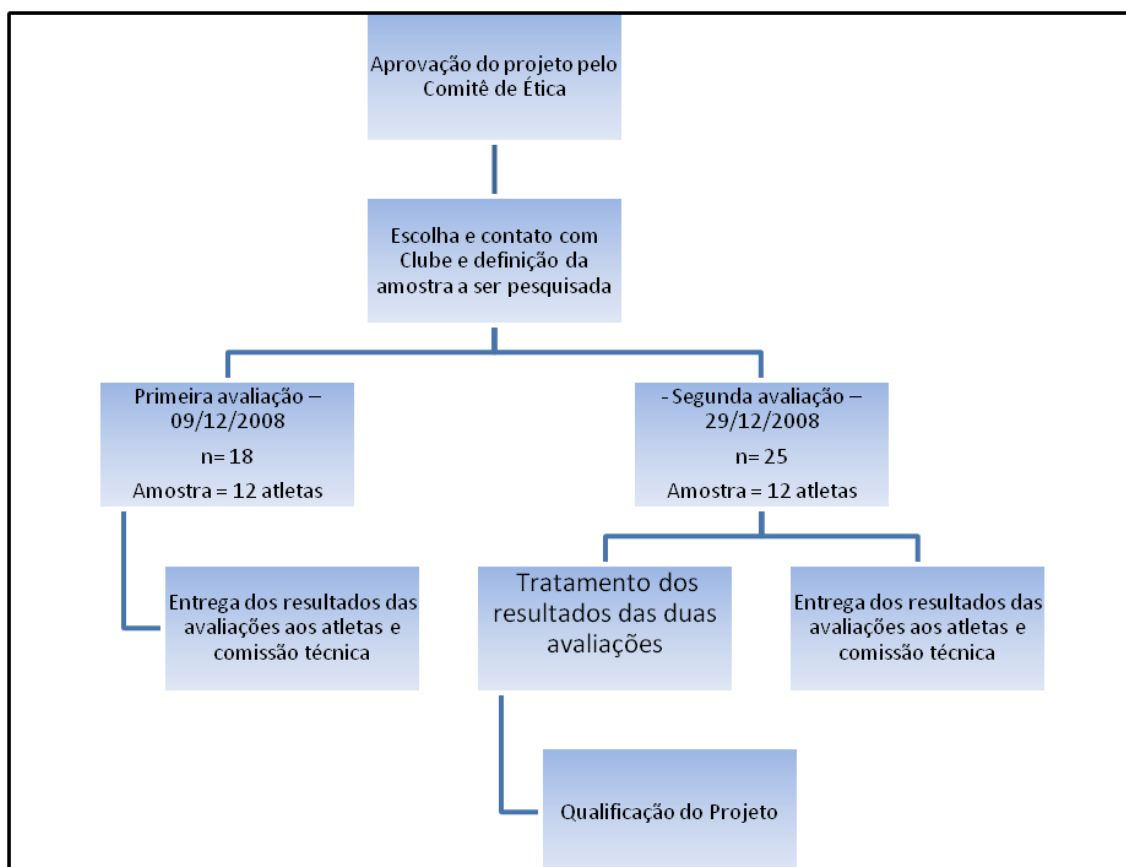 Aprovação do projeto pelo
Comitê de Ética
Escolha e contato com
Clube e definição da
amostra a ser pesquisada
Primeira avaliação –
09/12/2008
n= 18
Amostra = 12 atletas
- Segunda avaliação –
29/12/2008
n= 25
Amostra = 12 atletas
Entrega dos resultados das
avaliações aos atletas e
comissão técnica
Tratamento dos
resultados das duas
avaliações
Entrega dos resultados das
avaliações aos atletas e
comissão técnica
Qualificação do Projeto